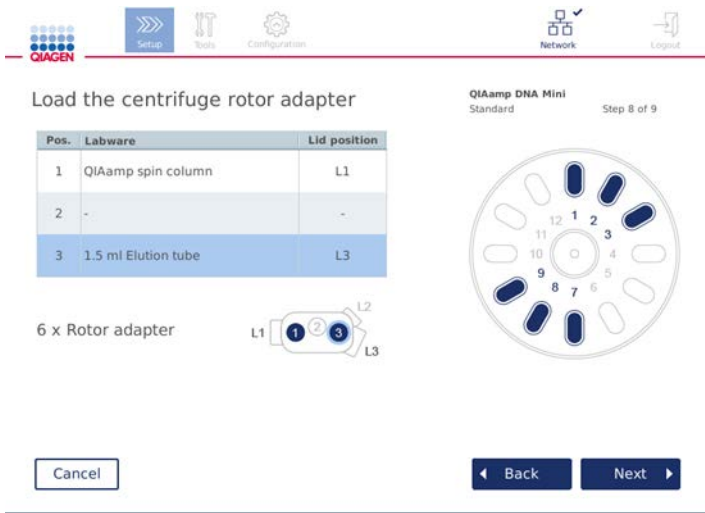 QIAGEN
Setup
Tools
Configuration
Network
Logout
Load the centrifuge rotor adapter
QIAamp DNA Mini
Standard Step 8 of 9
Pos. Labware Lid position
1 QIAamp spin column L1
2 - -
3 1.5 ml Elution tube L3
6 x Rotor adapter
L1 1 2 3 L2 L3
12 1 2
11 3
10 4
9 5
8 7 6
Cancel
Back
Next